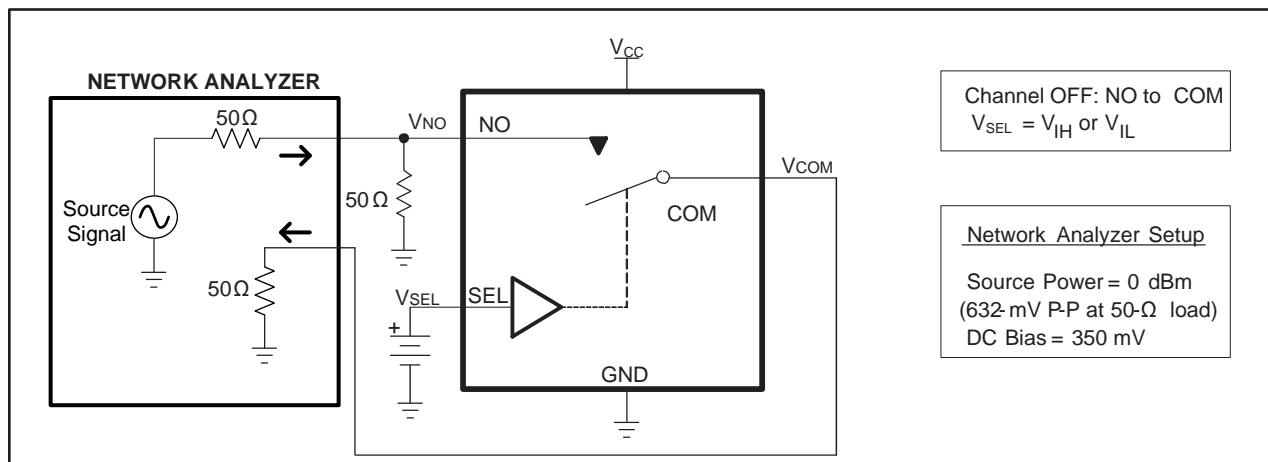 V_CC
NETWORK ANALYZER
50Ω
V_NO
NO
50Ω
Source
Signal
50Ω
V_COM
COM
V_SEL
SEL
+
GND
Channel OFF: NO to COM
V_SEL = V_IH or V_IL
Network Analyzer Setup
Source Power = 0 dBm
(632-mV P-P at 50-Ω load)
DC Bias = 350 mV